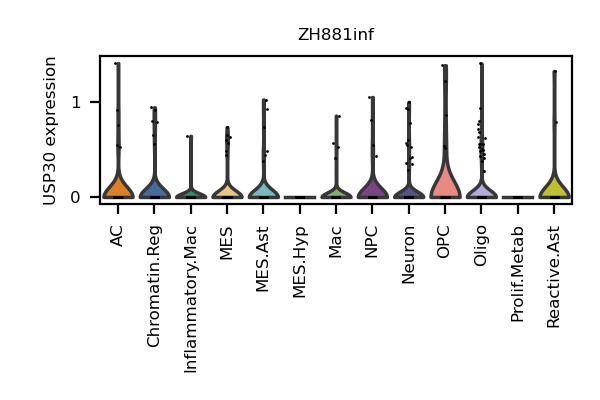 ZH881inf
USP30 expression
1
0
AC
Chromatin.Reg
Inflammatory.Mac
MES
MES.Ast
MES.Hyp
Mac
NPC
Neuron
OPC
Oligo
Prolif.Metab
Reactive.Ast